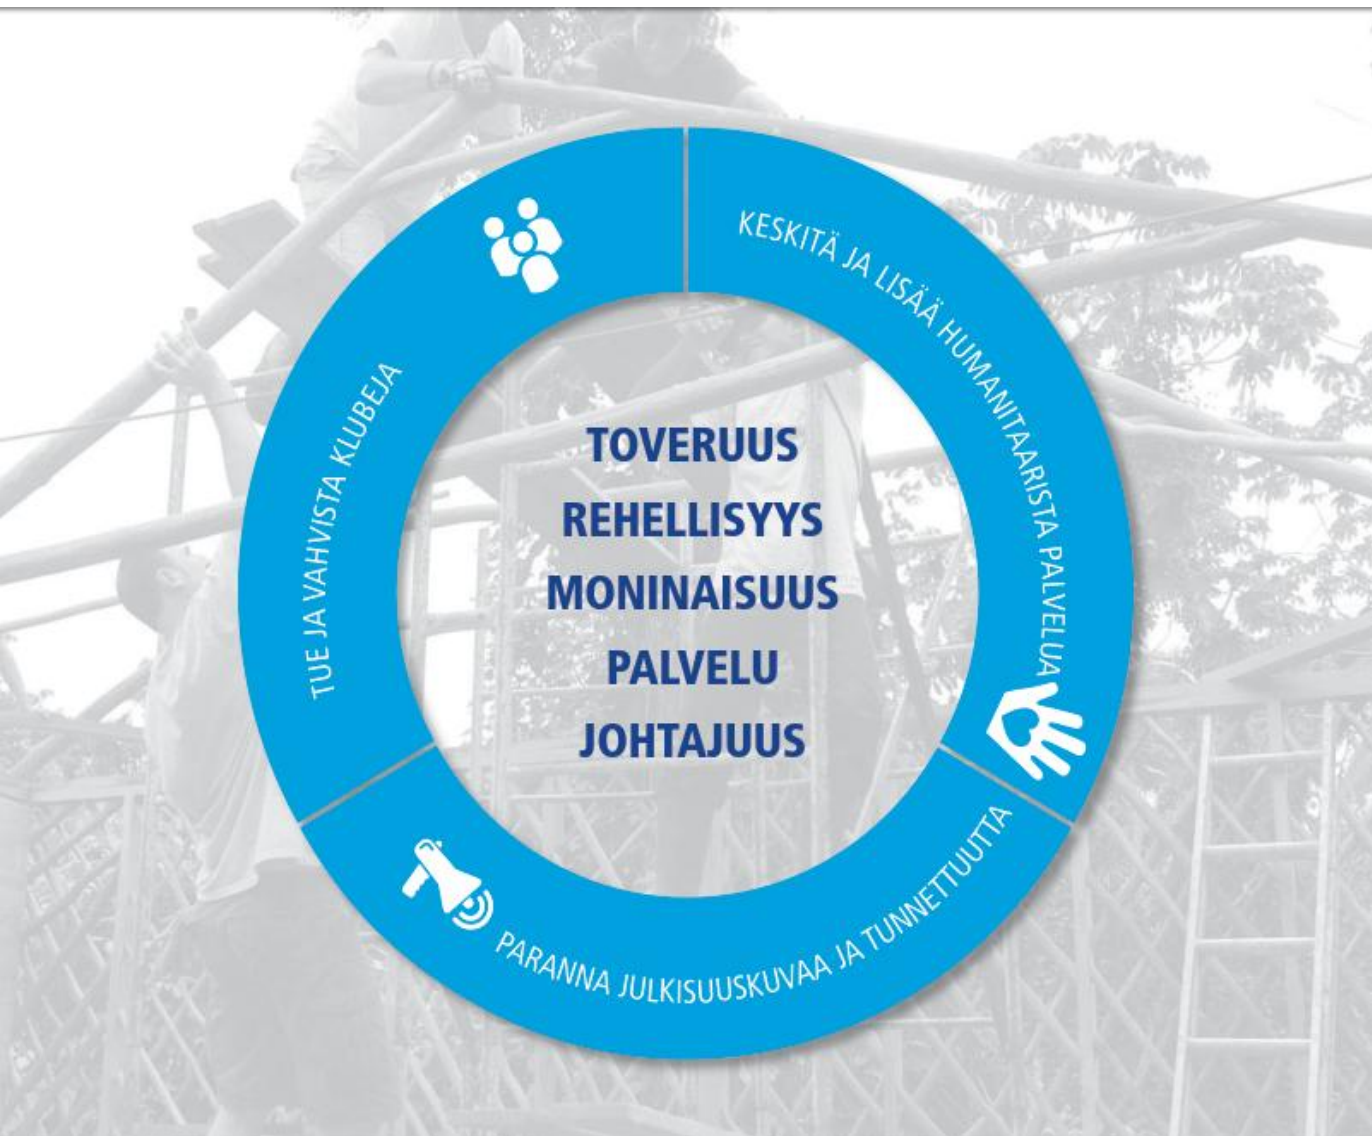 TUE JA VAHVISTA KLUBEJA
KESKITÄ JA LISÄÄ HUMANITAARISTA PALVELUA
TOVERUUS
REHELLISYYS
MONINAISUUS
PALVELU
JOHTAJUUS
PARANNA JULKISUUSKUVAA JA TUNNETTUUTTA